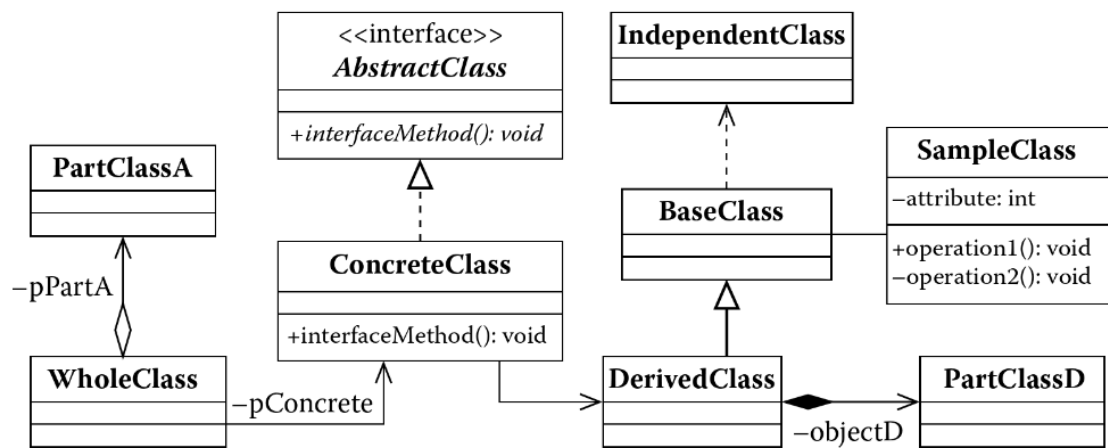 <<interface>>
AbstractClass
+interfaceMethod(): void
IndependentClass
PartClassA
SampleClass
–attribute: int
+operation1(): void
–operation2(): void
BaseClass
ConcreteClass
+interfaceMethod(): void
–pPartA
WholeClass
–pConcrete
DerivedClass
PartClassD
–objectD